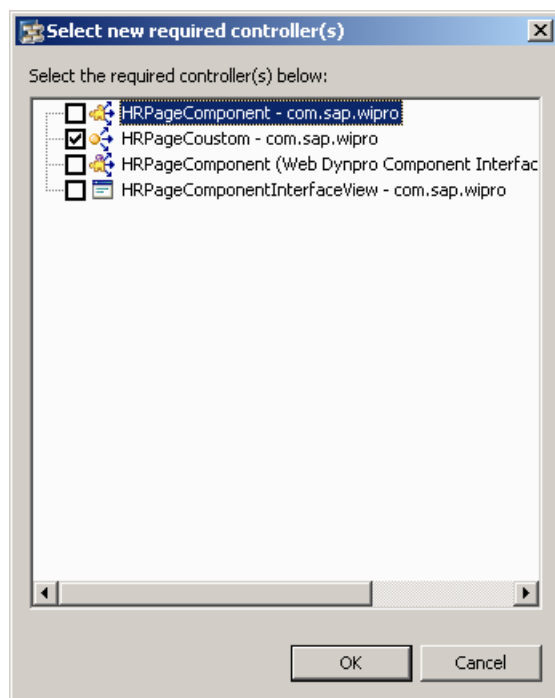 Select new required controller(s)
Select the required controller(s) below:
HRPageComponent - com.sap.wipro
HRPageCoustom - com.sap.wipro
HRPageComponent (Web Dynpro Component Interfac
HRPageComponentInterfaceView - com.sap.wipro
OK Cancel